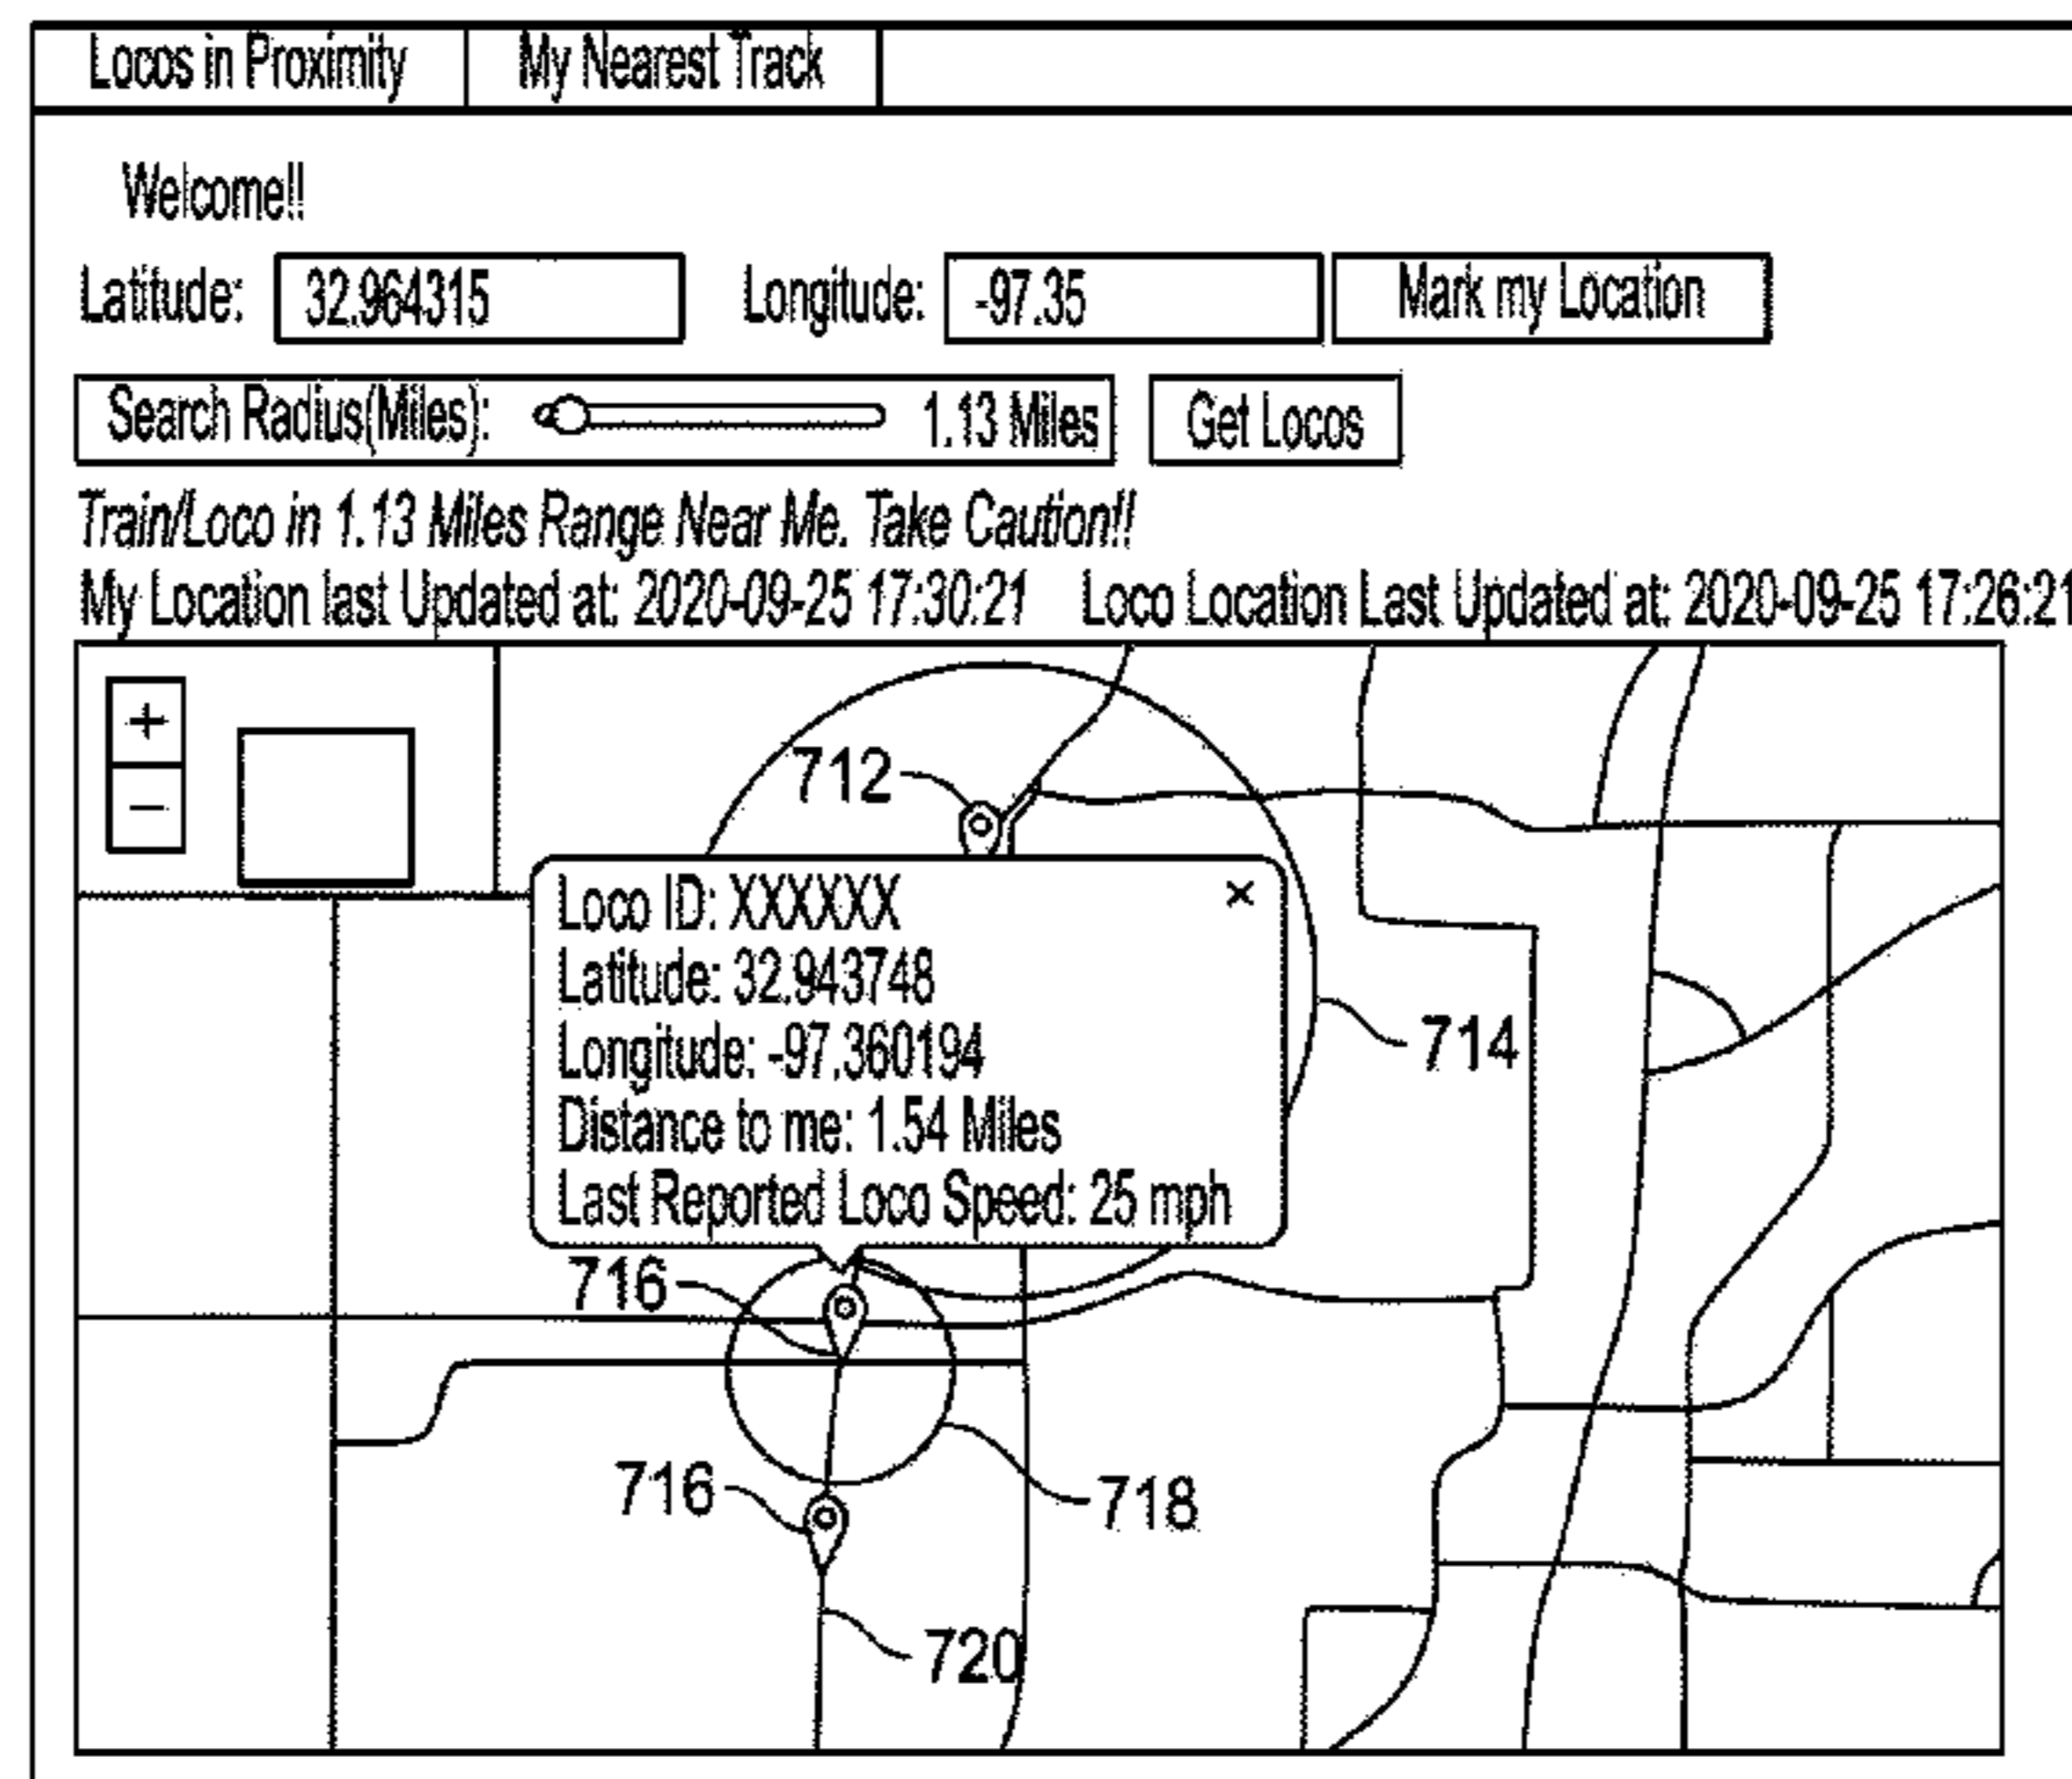 Locos in Proximity My Nearest Track
Welcome!!
Latitude: 32.964315 Longitude: -97.35 Mark my Location
Search Radius(Miles): 1.13 Miles Get Locos
Train/Loco in 1.13 Miles Range Near Me. Take Caution!!
My Location last Updated at: 2020-09-25 17:30:21 Loco Location Last Updated at: 2020-09-25 17:26:21
+
−
712
Loco ID: XXXXXX ×
Latitude: 32.943748
Longitude: -97.360194
714
Distance to me: 1.54 Miles
Last Reported Loco Speed: 25 mph
716
716
718
720